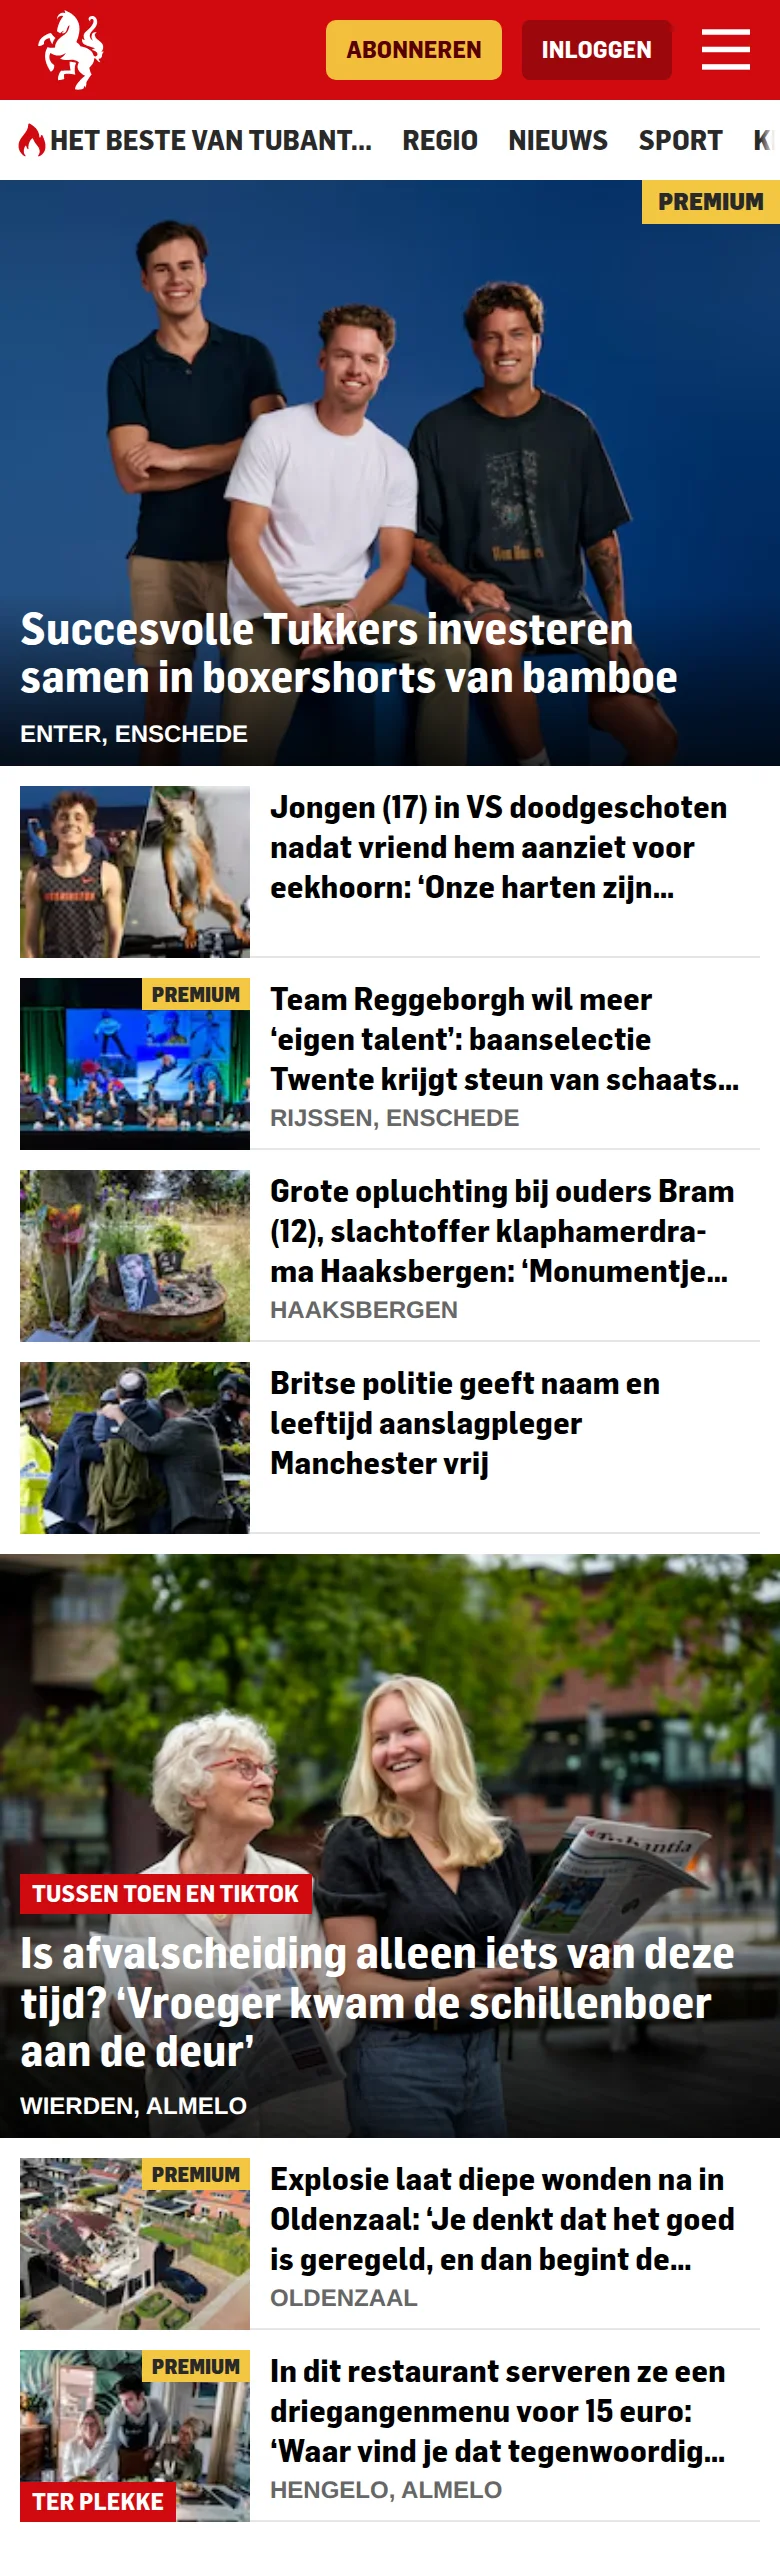 ABONNEREN
INLOGGEN
HET BESTE VAN TUBANT...
REGIO
NIEUWS
SPORT
PREMIUM
Succesvolle Tukkers investeren
samen in boxershorts van bamboe
ENTER, ENSCHEDE
Jongen (17) in VS doodgeschoten
nadat vriend hem aanziet voor
eekhoorn: ‘Onze harten zijn...
PREMIUM
Team Reggeborgh wil meer
‘eigen talent’: baanselectie
Twente krijgt steun van schaats...
RIJSSEN, ENSCHEDE
Grote opluchting bij ouders Bram
(12), slachtoffer klaphamerdra-
ma Haaksbergen: ‘Monumentje...
HAAKSBERGEN
Britse politie geeft naam en
leeftijd aanslagpleger
Manchester vrij
Tubantia
TUSSEN TOEN EN TIKTOK
Is afvalscheiding alleen iets van deze
tijd? ‘Vroeger kwam de schillenboer
aan de deur’
WIERDEN, ALMELO
PREMIUM
Explosie laat diepe wonden na in
Oldenzaal: ‘Je denkt dat het goed
is geregeld, en dan begint de...
OLDENZAAL
PREMIUM
TER PLEKKE
In dit restaurant serveren ze een
driegangenmenu voor 15 euro:
‘Waar vind je dat tegenwoordig...
HENGELO, ALMELO